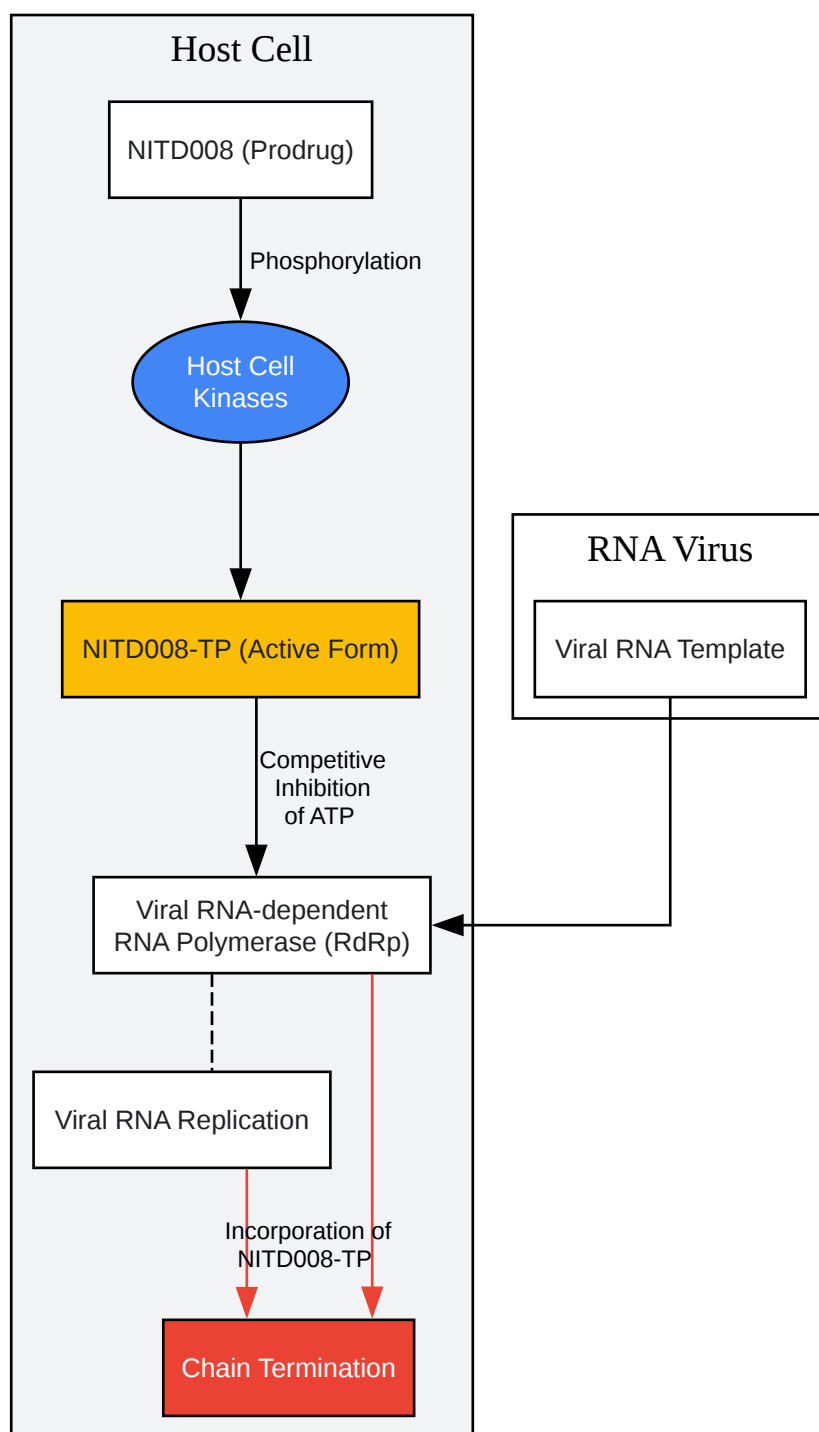 Host Cell
NITD008 (Prodrug)
Phosphorylation
Host Cell
Kinases
RNA Virus
NITD008-TP (Active Form)
Viral RNA Template
Competitive
Inhibition
of ATP
Viral RNA-dependent
RNA Polymerase (RdRp)
Viral RNA Replication
Incorporation of
NITD008-TP
Chain Termination